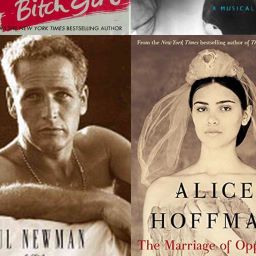 Bitch Gir
NEW YORK TIMES BESTSELLING AUTHOR
A MUSICAL
From the New York Times bestselling author of T
UL NEWMAN
ALICE
HOFFMA
The Marriage of Opp